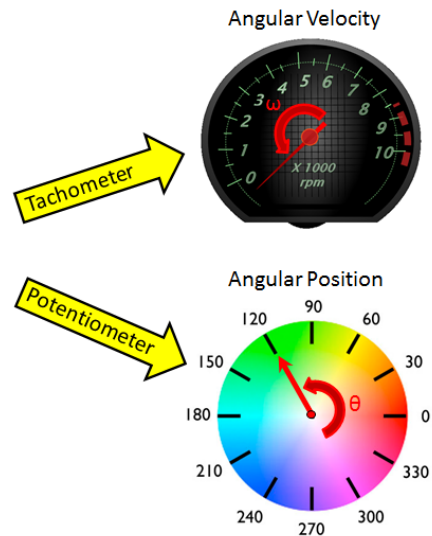 Angular Velocity
4
5
6
3
7
ω
2
8
1
9
0
10
X 1000
rpm
Tachometer
Potentiometer
Angular Position
90
120
60
150
30
θ
180
0
210
330
240
300
270